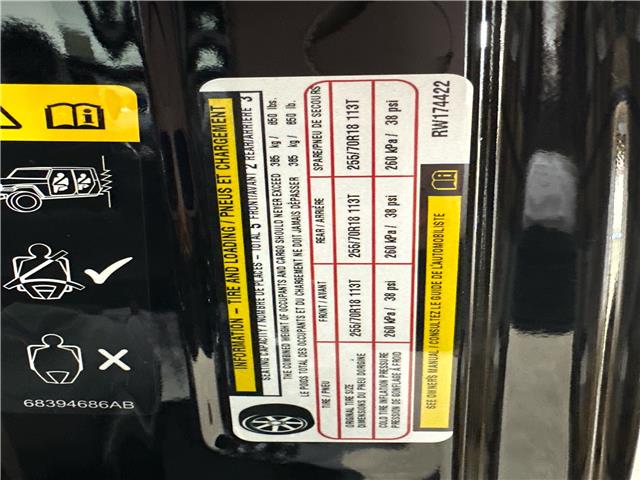 INFORMATION – TIRE AND LOADING / PNEUS ET CHARGEMENT
SEATING CAPACITY / NOMBRE DE PLACES – TOTAL 5 FRONT/AVANT 2 REAR/ARRIÈRE 3
THE COMBINED WEIGHT OF OCCUPANTS AND CARGO SHOULD NEVER EXCEED 385 kg / 850 lbs.
LE POIDS TOTAL DES OCCUPANTS ET DU CHARGEMENT NE DOIT JAMAIS DÉPASSER 385 kg / 850 lb.
TIRE / PNEU FRONT / AVANT REAR / ARRIÈRE SPARE/PNEU DE SECOURS
ORIGINAL TIRE SIZE 255/70R18 113T 255/70R18 113T 255/70R18 113T
DIMENSIONS DU PNEU D'ORIGINE
COLD TIRE INFLATION PRESSURE 260 kPa / 38 psi 260 kPa / 38 psi 260 kPa / 38 psi
PRESSION DE GONFLAGE À FROID
SEE OWNER'S MANUAL / CONSULTEZ LE GUIDE DE L'AUTOMOBILISTE
RW174422
68394686AB